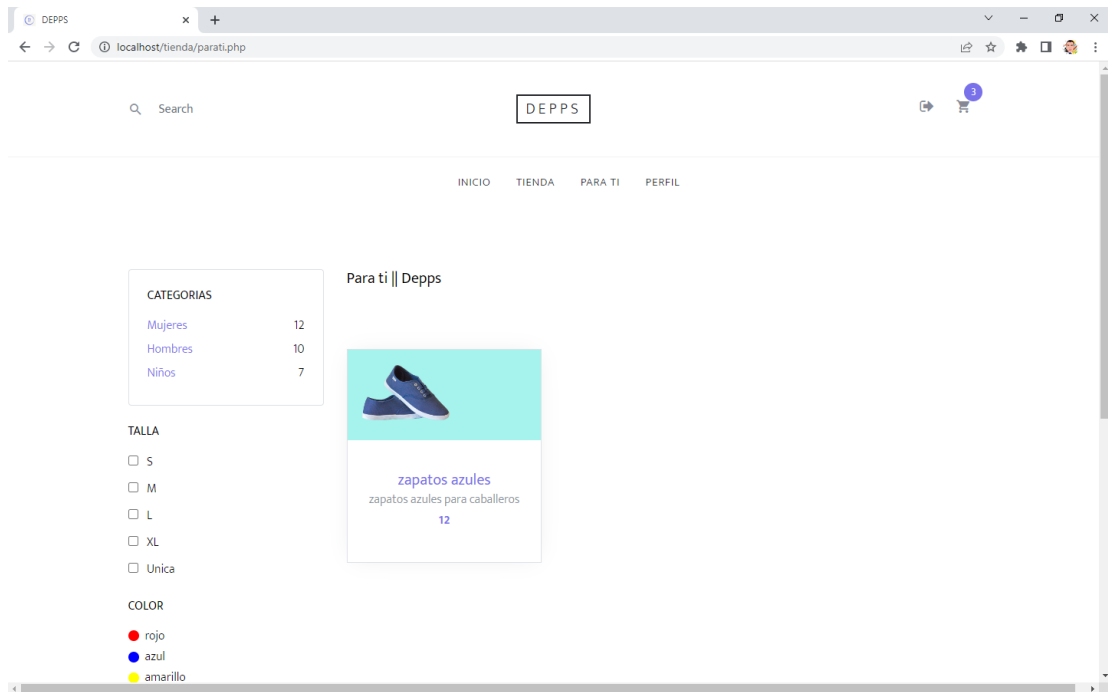 DEPPS
localhost/tienda/parati.php
Search
DEPPS
3
INICIO TIENDA PARA TI PERFIL
CATEGORIAS
Mujeres 12
Hombres 10
Niños 7
TALLA
S
M
L
XL
Unica
COLOR
rojo
azul
amarillo
Para ti || Depps
zapatos azules
zapatos azules para caballeros
12